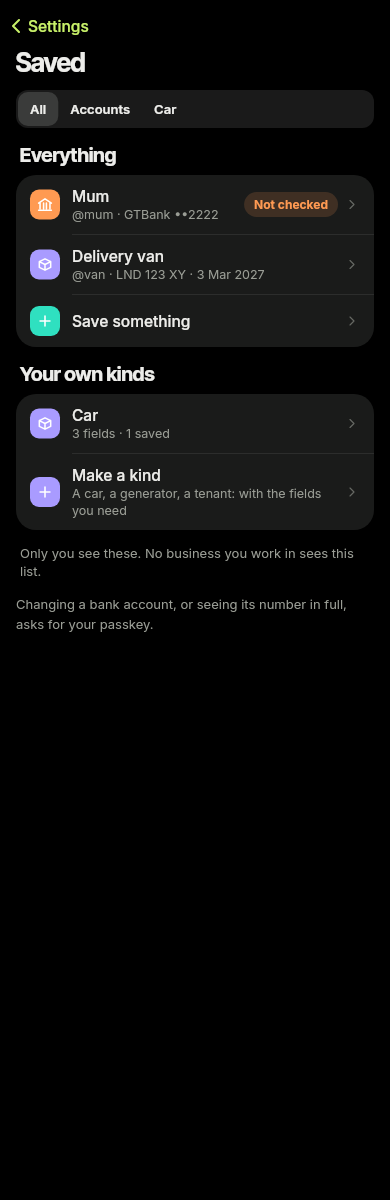 Settings
Saved
All Accounts Car
Everything
Mum
@mum · GTBank ••2222
Not checked
Delivery van
@van · LND 123 XY · 3 Mar 2027
Save something
Your own kinds
Car
3 fields · 1 saved
Make a kind
A car, a generator, a tenant: with the fields
you need
Only you see these. No business you work in sees this
list.
Changing a bank account, or seeing its number in full,
asks for your passkey.